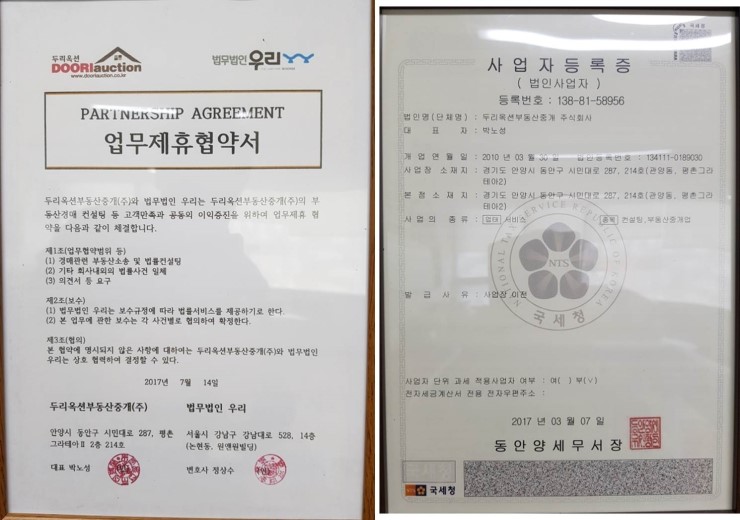 두리옥션
DOORIauction
www.dooriauction.co.kr
법무법인 우리
PARTNERSHIP AGREEMENT
업무제휴협약서
두리옥션부동산중개(주)와 법무법인 우리는 두리옥션부동산중개(주)의 부
동산경매 컨설팅 등 고객만족과 공동의 이익증진을 위하여 업무제휴 협
약을 다음과 같이 체결합니다.
제1조(업무협약범위 등)
(1) 경매관련 부동산소송 및 법률컨설팅
(2) 기타 회사내외의 법률사건 일체
(3) 의견서 등 요구
제2조(보수)
(1) 법무법인 우리는 보수규정에 따라 법률서비스를 제공하기로 한다.
(2) 본 업무에 관한 보수는 각 사건별로 협의하여 확정한다.
제3조(협의)
본 협약에 명시되지 않은 사항에 대하여는 두리옥션부동산중개(주)와 법무법인
우리는 상호 협력하여 결정할 수 있다.
2017년 7월 14일
두리옥션부동산중개(주) 법무법인 우리
안양시 동안구 시민대로 287, 평촌 서울시 강남구 강남대로 528, 14층
그라테아Ⅱ 2층 214호 (논현동, 원앤원빌딩)
대표 박노성 변호사 정상수
사업자등록증
( 법인사업자 )
등록번호 : 138-81-58956
법인명(단체명) : 두리옥션부동산중개 주식회사
대표자 : 박노성
개업연월일 : 2010 년 03 월 30 일 법인등록번호 : 134111-0189030
사업장 소재지 : 경기도 안양시 동안구 시민대로 287, 214호(관양동, 평촌그라
테아2)
본점 소재지 : 경기도 안양시 동안구 시민대로 287, 214호(관양동, 평촌그라
테아2)
사업의 종류 : 업태 서비스 종목 컨설팅,부동산중개업
NATIONAL TAX SERVICE REPUBLIC OF KOREA
NTS
국세청
발급사유 : 사업장 이전
사업자 단위 과세 적용사업자 여부 : 여( ) 부(∨)
전자세금계산서 전용 전자우편주소 :
2017 년 03 월 07 일
동안양세무서장
국세청
국세청